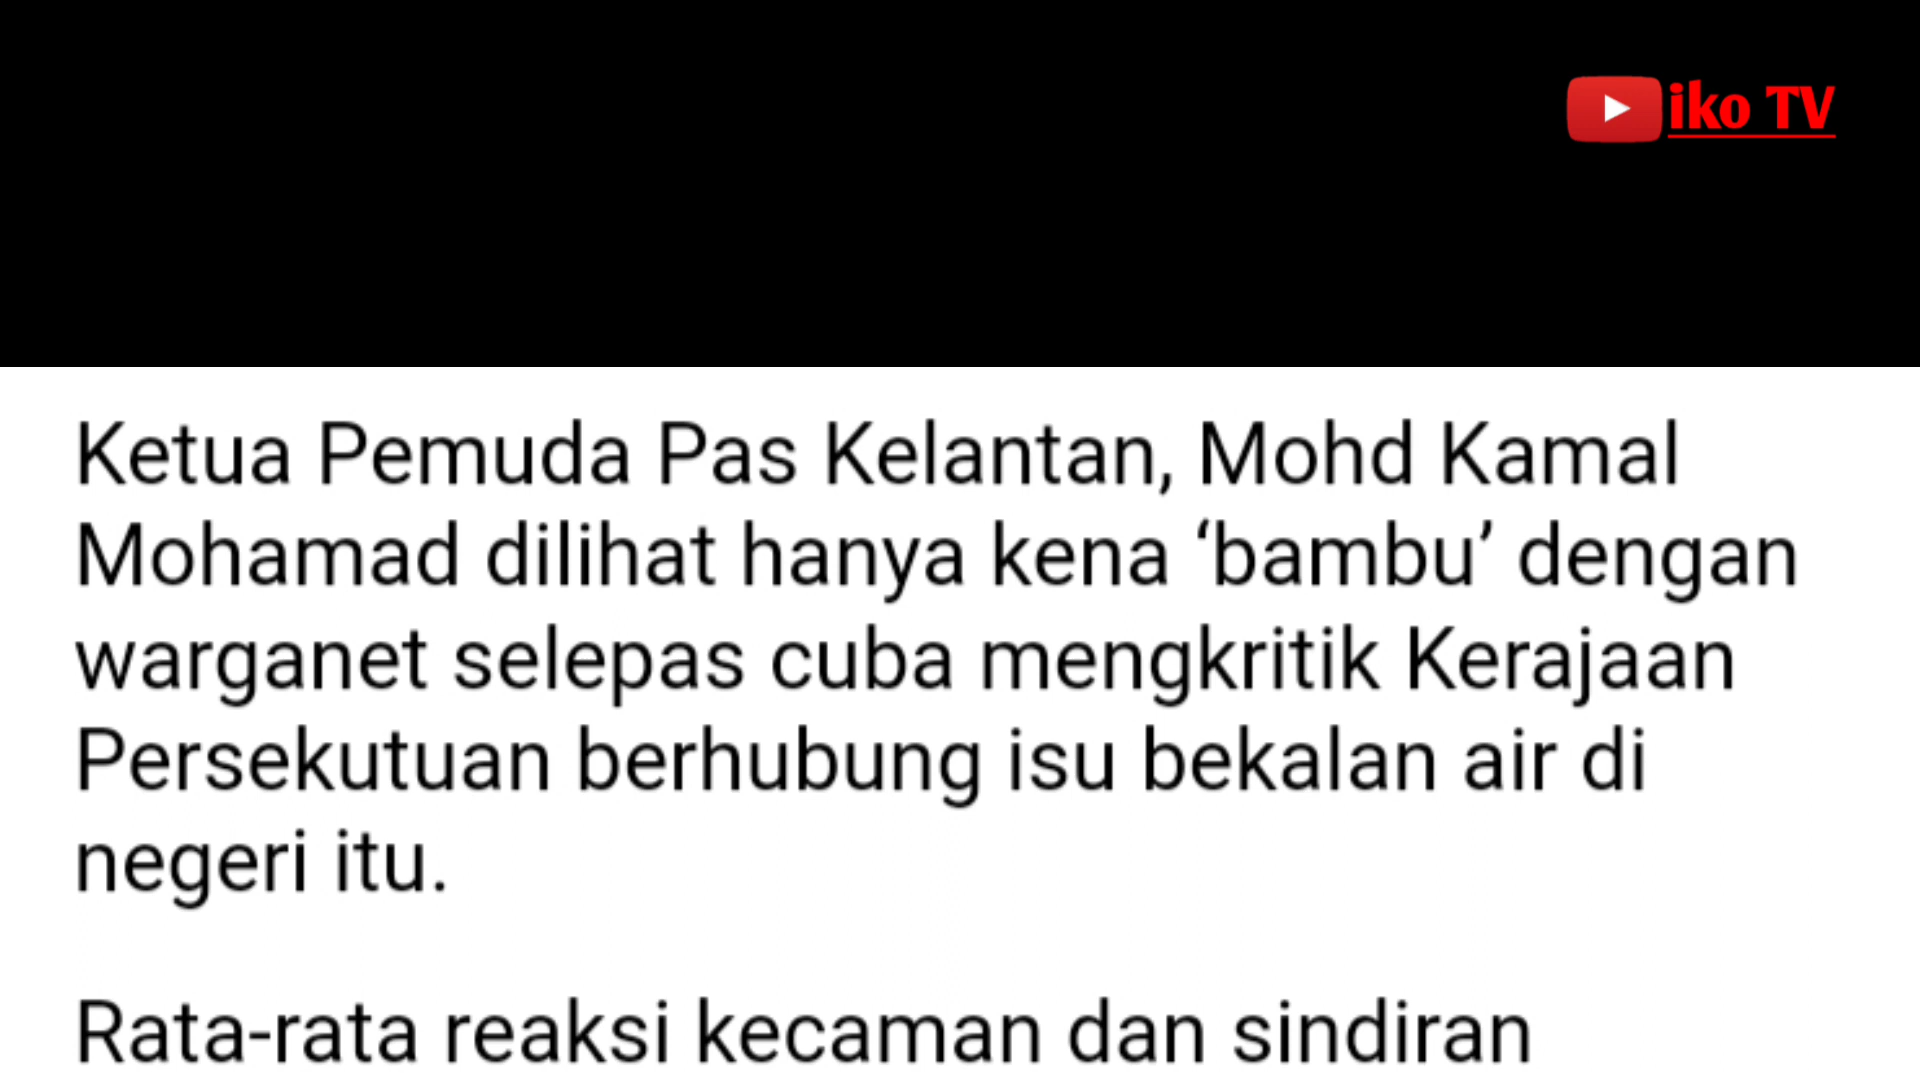 iko TV
Ketua Pemuda Pas Kelantan, Mohd Kamal
Mohamad dilihat hanya kena ‘bambu’ dengan
warganet selepas cuba mengkritik Kerajaan
Persekutuan berhubung isu bekalan air di
negeri itu.
Rata-rata reaksi kecaman dan sindiran